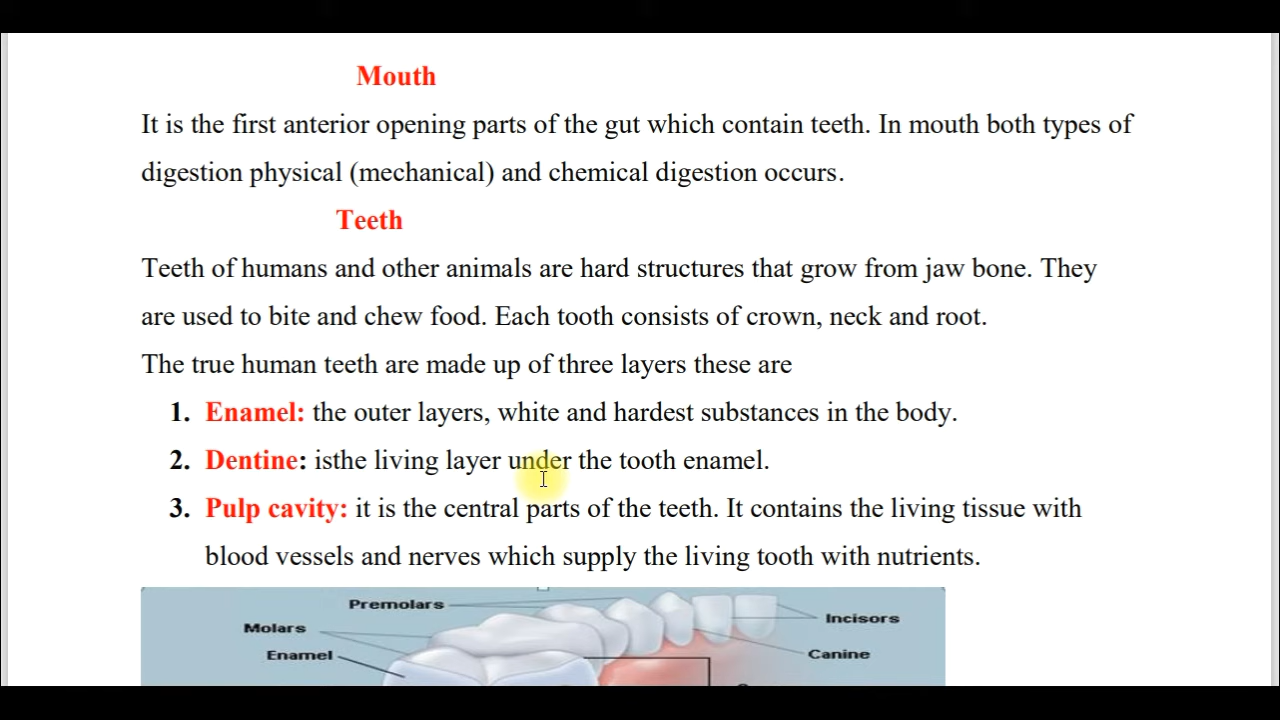 Mouth
It is the first anterior opening parts of the gut which contain teeth. In mouth both types of
digestion physical (mechanical) and chemical digestion occurs.
Teeth
Teeth of humans and other animals are hard structures that grow from jaw bone. They
are used to bite and chew food. Each tooth consists of crown, neck and root.
The true human teeth are made up of three layers these are
1. Enamel: the outer layers, white and hardest substances in the body.
2. Dentine: isthe living layer under the tooth enamel.
3. Pulp cavity: it is the central parts of the teeth. It contains the living tissue with
blood vessels and nerves which supply the living tooth with nutrients.
Premolars
Incisors
Molars
Enamel
Canine